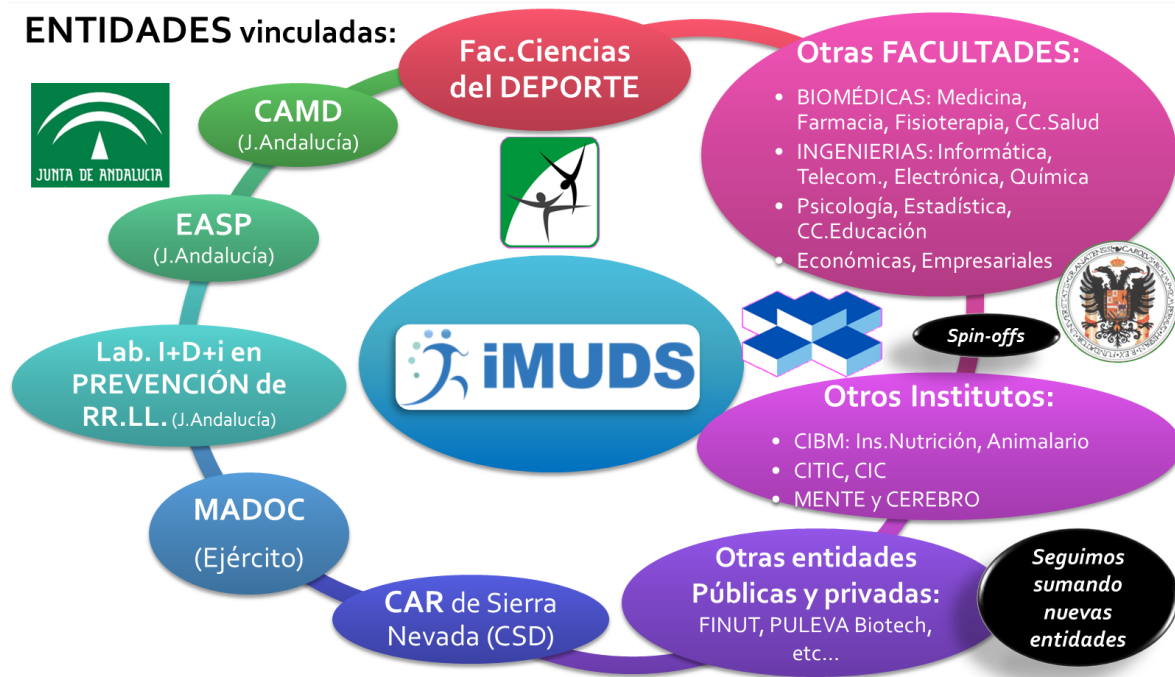 ENTIDADES vinculadas:
JUNTA DE ANDALUCIA
CAMD
(J.Andalucía)
EASP
(J.Andalucía)
Lab. I+D+i en
PREVENCIÓN de
RR.LL. (J.Andalucía)
MADOC
(Ejército)
CAR de Sierra
Nevada (CSD)
Fac.Ciencias
del DEPORTE
iMUDS
Otras FACULTADES:
• BIOMÉDICAS: Medicina,
Farmacia, Fisioterapia, CC.Salud
• INGENIERIAS: Informática,
Telecom., Electrónica, Química
• Psicología, Estadística,
CC.Educación
• Económicas, Empresariales
Spin-offs
Otros Institutos:
• CIBM: Ins.Nutrición, Animalario
• CITIC, CIC
• MENTE y CEREBRO
Otras entidades
Públicas y privadas:
FINUT, PULEVA Biotech,
etc...
Seguimos
sumando
nuevas
entidades